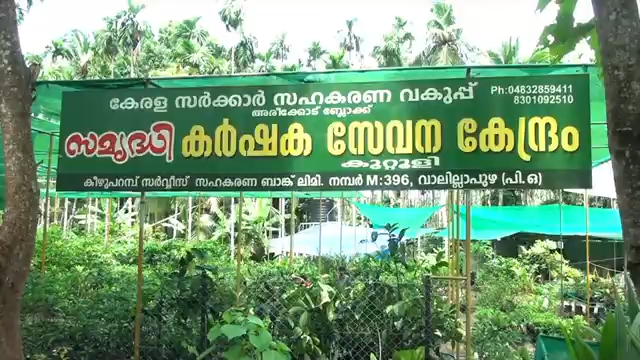 കേരള സർക്കാർ സഹകരണ വകുപ്പ്
Ph:04832859411
8301092510
അരീക്കോട് ബ്ലോക്ക്
സമൃദ്ധി കർഷക സേവന കേന്ദ്രം
കുറ്റൂളി
കീഴുപറമ്പ് സർവ്വീസ് സഹകരണ ബാങ്ക് ലിമി. നമ്പർ M:396, വാലില്ലാപുഴ (പി.ഒ)